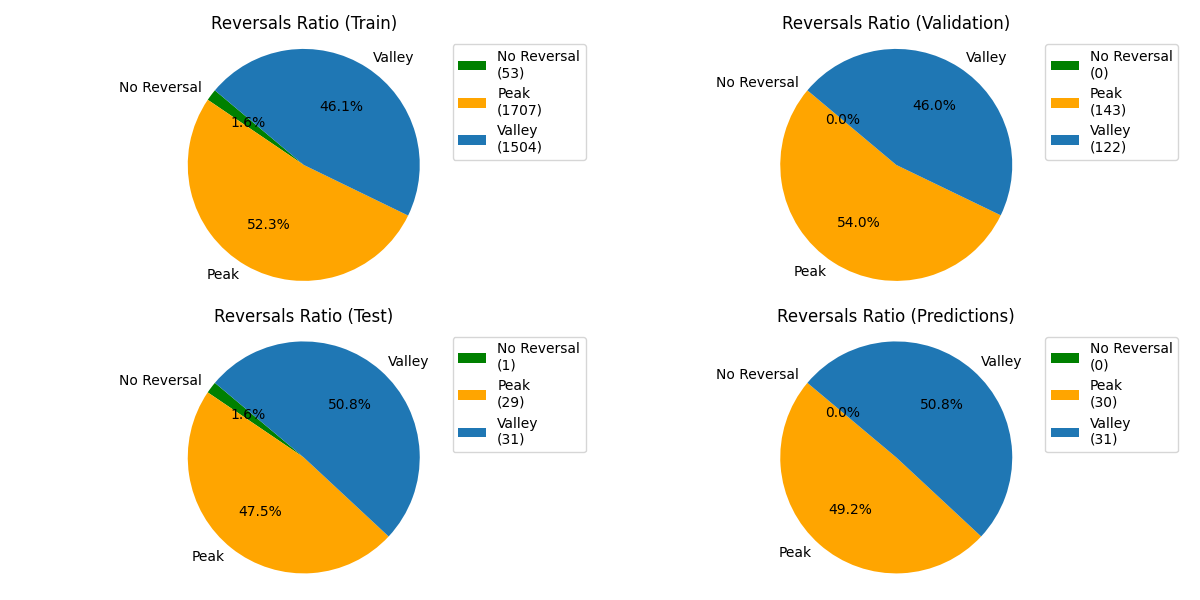 Reversals Ratio (Train)
Valley
No Reversal
46.1%
1.6%
52.3%
Peak
No Reversal
(53)
Peak
(1707)
Valley
(1504)
Reversals Ratio (Validation)
Valley
No Reversal
46.0%
0.0%
54.0%
Peak
No Reversal
(0)
Peak
(143)
Valley
(122)
Reversals Ratio (Test)
Valley
No Reversal
50.8%
1.6%
47.5%
Peak
No Reversal
(1)
Peak
(29)
Valley
(31)
Reversals Ratio (Predictions)
Valley
No Reversal
50.8%
0.0%
49.2%
Peak
No Reversal
(0)
Peak
(30)
Valley
(31)